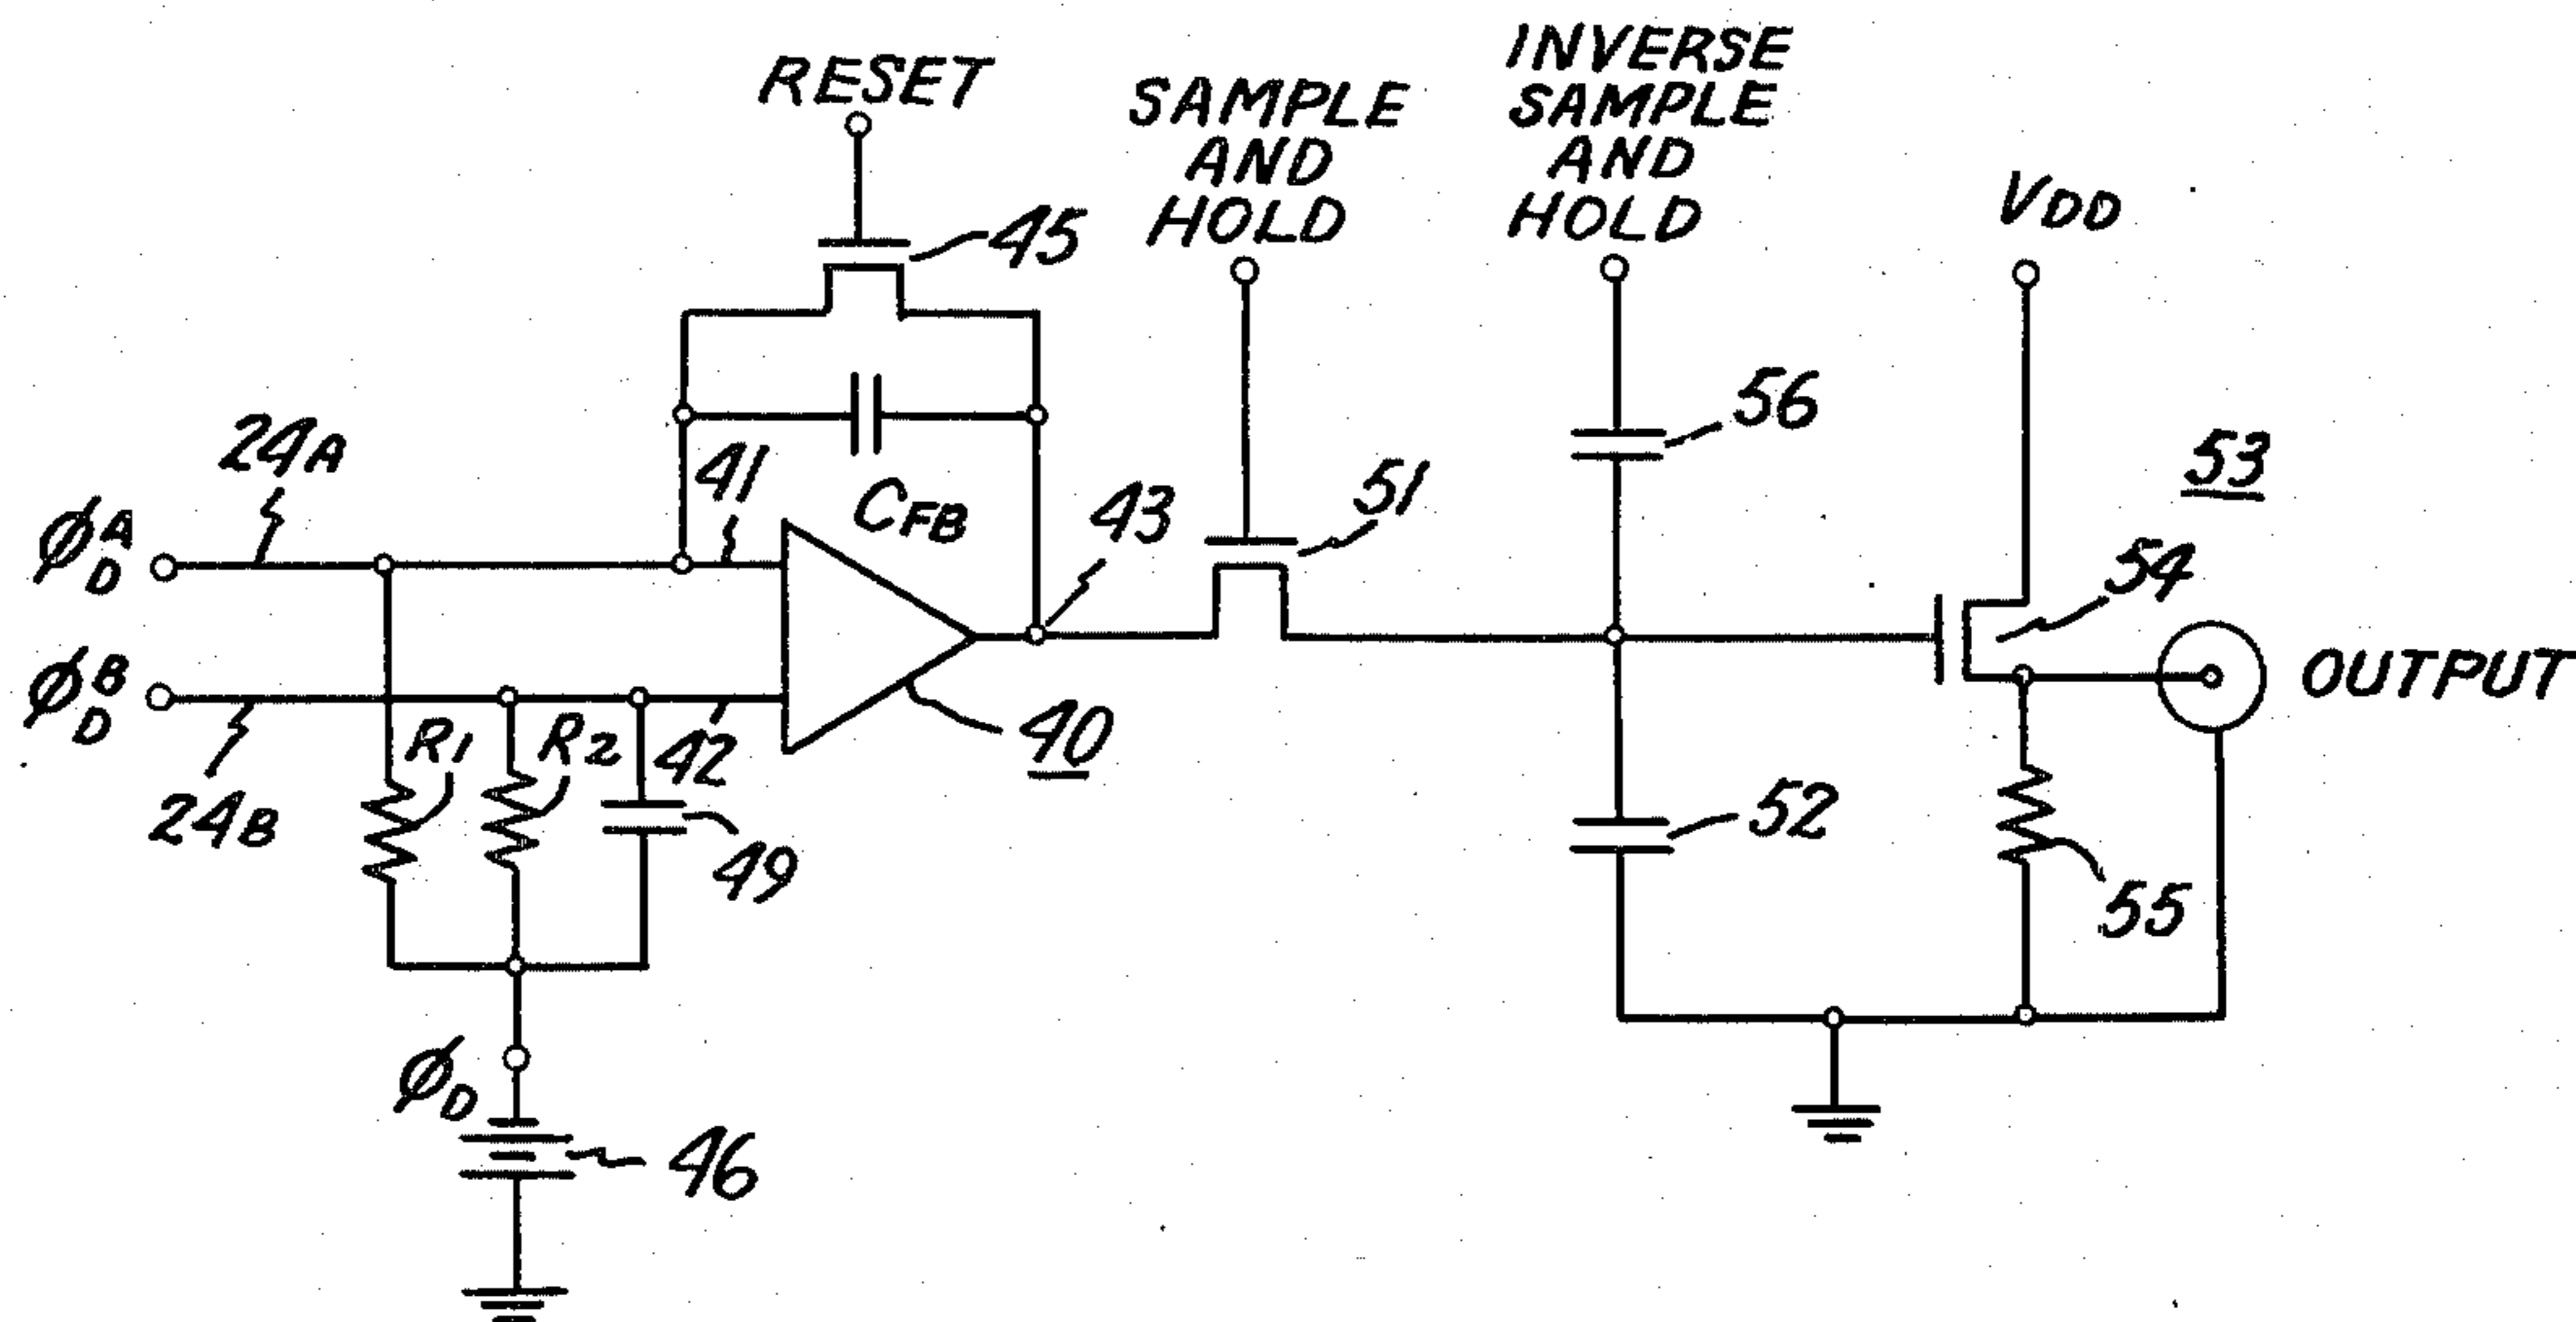 RESET
SAMPLE
AND
HOLD
INVERSE
SAMPLE
AND
HOLD
VDD
45
56
53
24A
41
CFB
43
51
54
ϕAD
ϕBD
OUTPUT
R1
R2
42
40
24B
49
52
55
ϕD
46